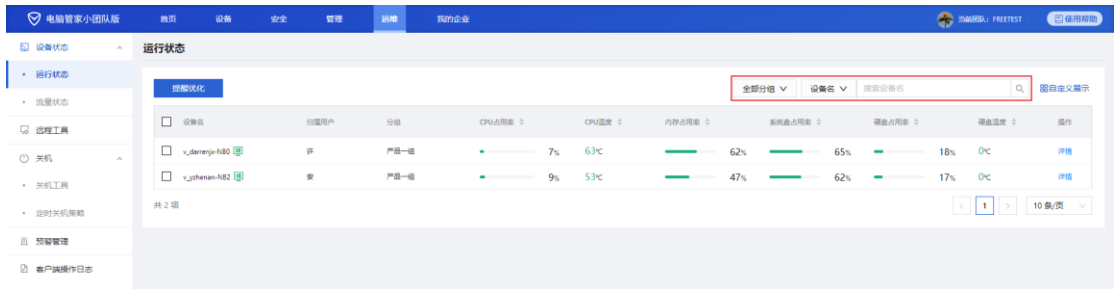 电脑管家小团队版 首页 设备 安全 管理 运维 我的企业 当前团队：FREETEST 使用帮助
设备状态
运行状态
流量状态
远程工具
关机
关机工具
定时关机策略
预警管理
客户端操作日志
运行状态
提醒优化 全部分组 设备名 搜索设备名 自定义展示
设备名 归属用户 分组 CPU占用率 CPU温度 内存占用率 系统盘占用率 硬盘占用率 硬盘温度 操作
v_darrenjx-NB0 许 产品一组 7% 63℃ 62% 65% 18% 0℃ 详情
v_yzhenan-NB2 安 产品一组 9% 53℃ 47% 62% 17% 0℃ 详情
共 2 项 < 1 > 10 条/页